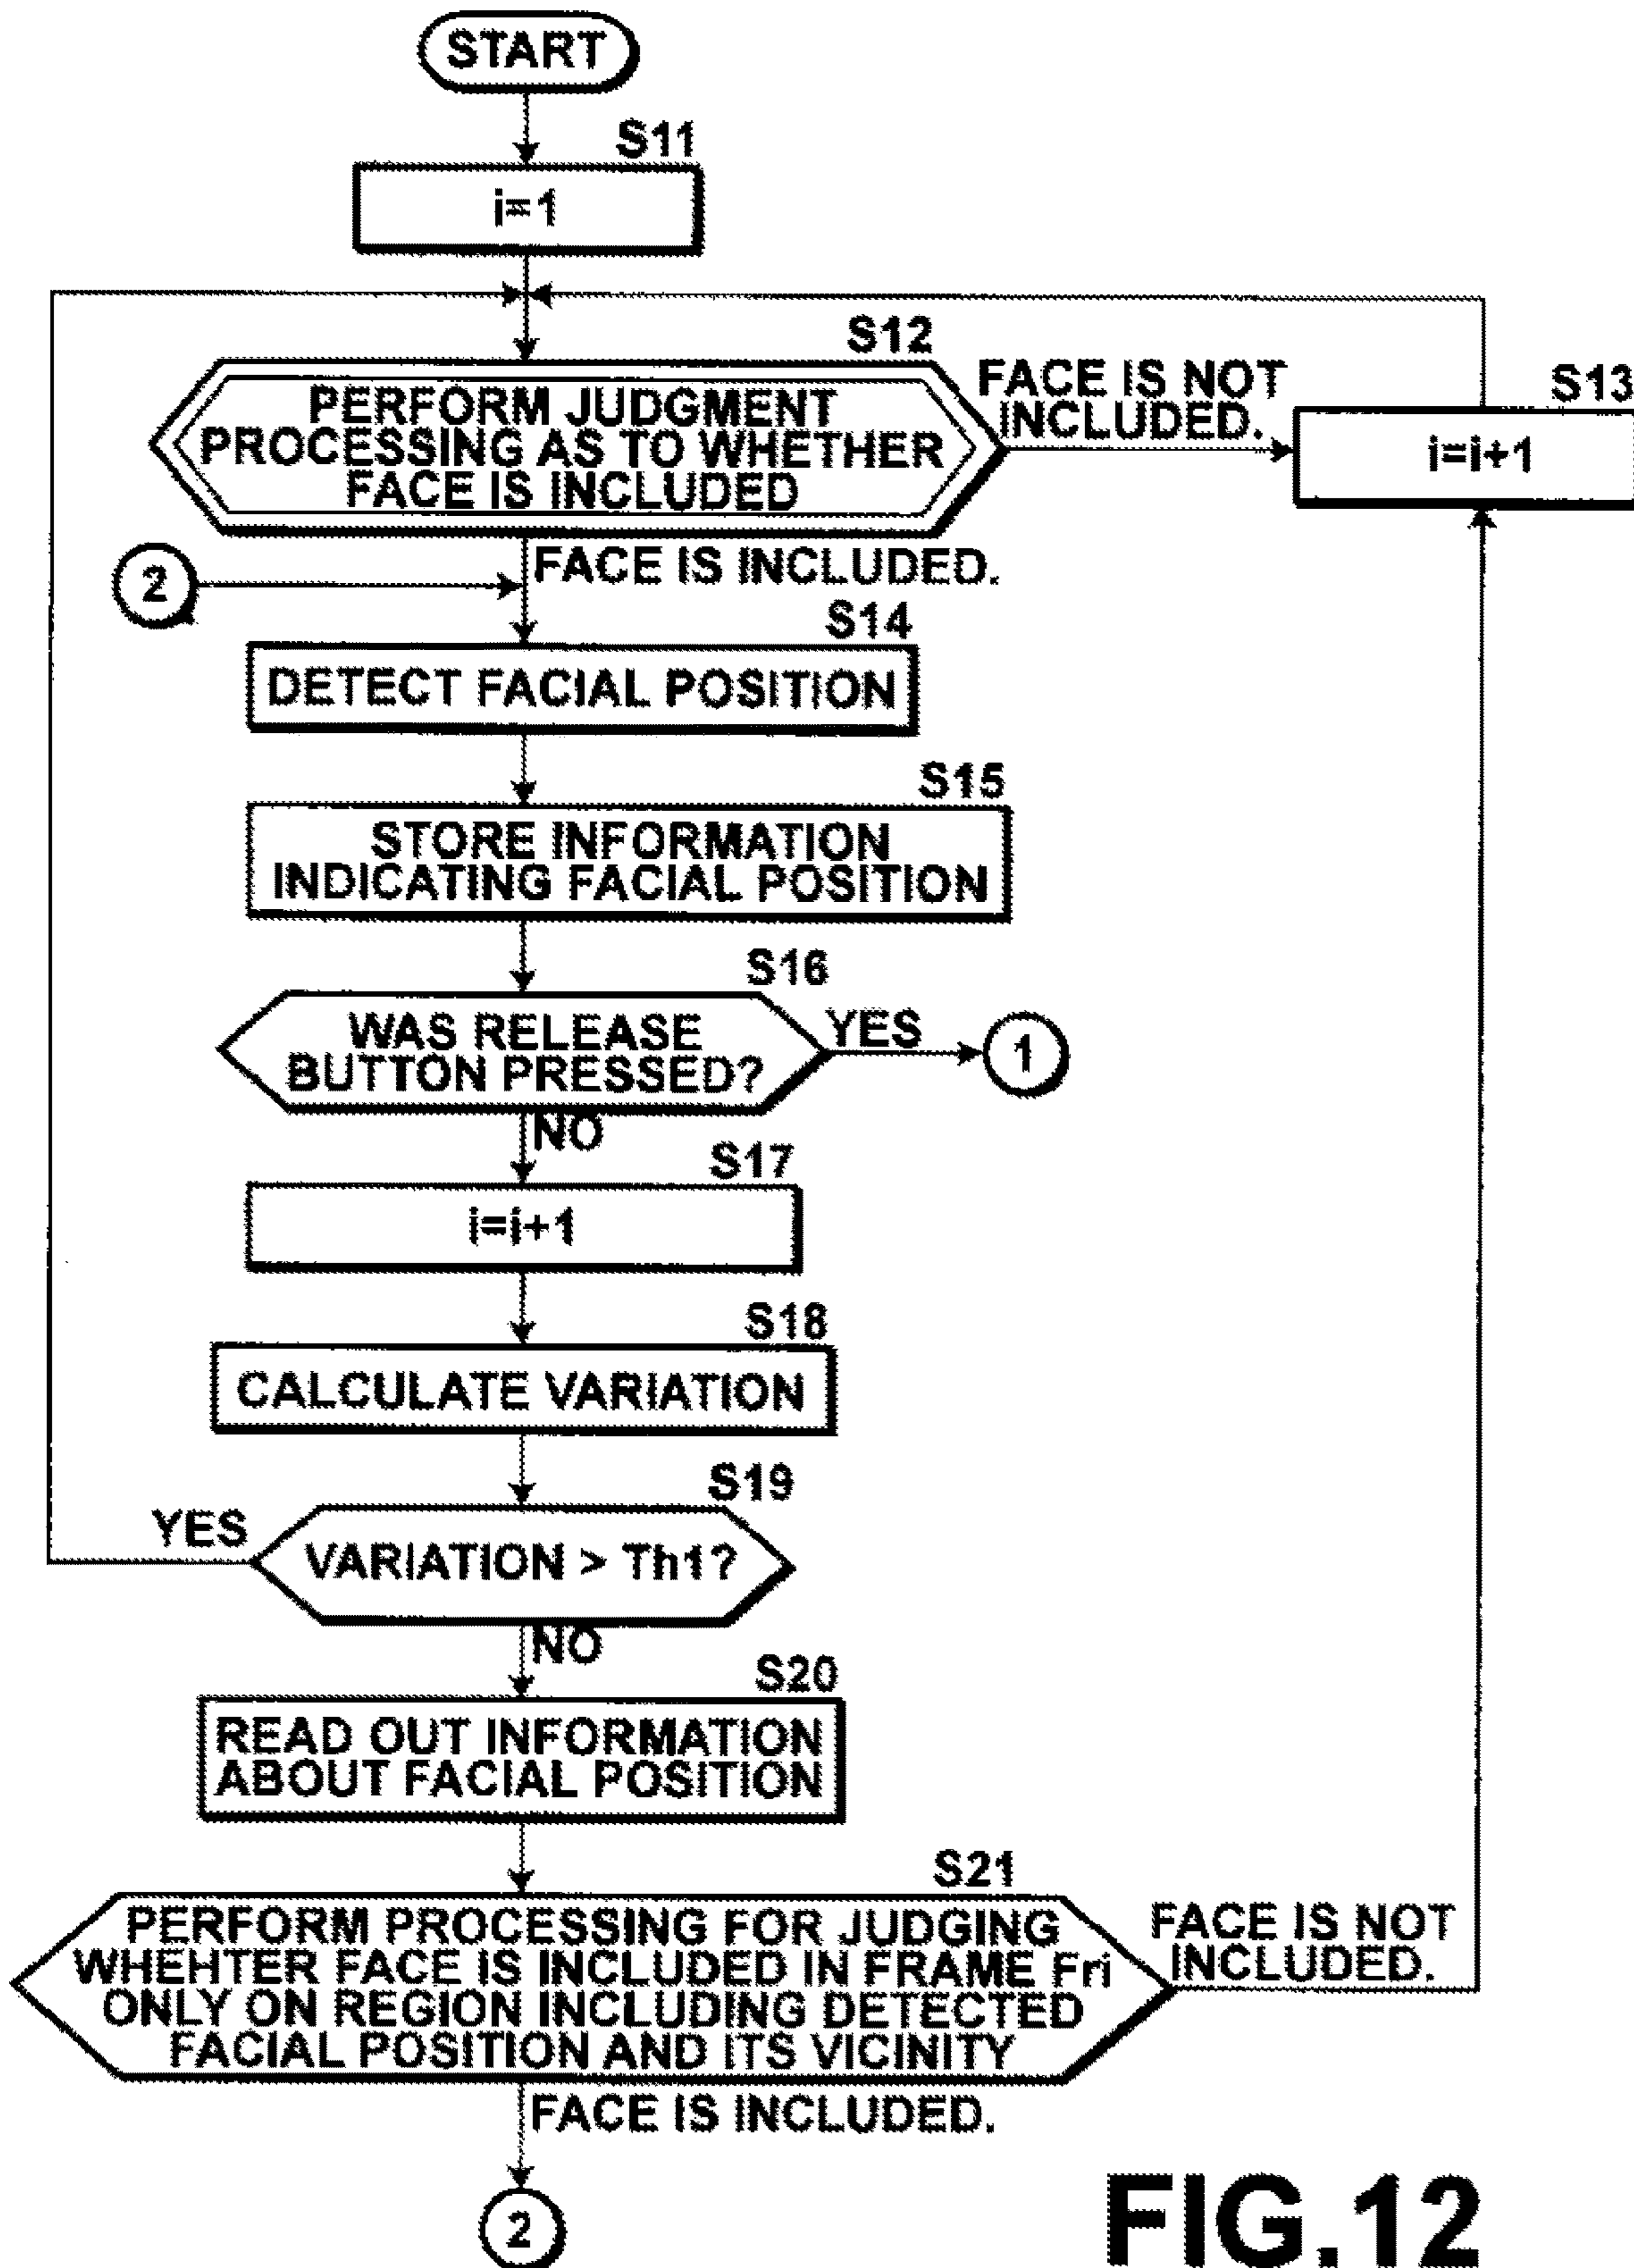 START
S11
i=1
S12
PERFORM JUDGMENT
PROCESSING AS TO WHETHER
FACE IS INCLUDED
FACE IS NOT
INCLUDED.
S13
i=i+1
FACE IS INCLUDED.
2
S14
DETECT FACIAL POSITION
S15
STORE INFORMATION
INDICATING FACIAL POSITION
S16
WAS RELEASE
BUTTON PRESSED?
YES
1
NO
S17
i=i+1
S18
CALCULATE VARIATION
S19
YES
VARIATION > Th1?
NO
S20
READ OUT INFORMATION
ABOUT FACIAL POSITION
S21
PERFORM PROCESSING FOR JUDGING
WHEHTER FACE IS INCLUDED IN FRAME Fri
ONLY ON REGION INCLUDING DETECTED
FACIAL POSITION AND ITS VICINITY
FACE IS NOT
INCLUDED.
FACE IS INCLUDED.
2
FIG.12